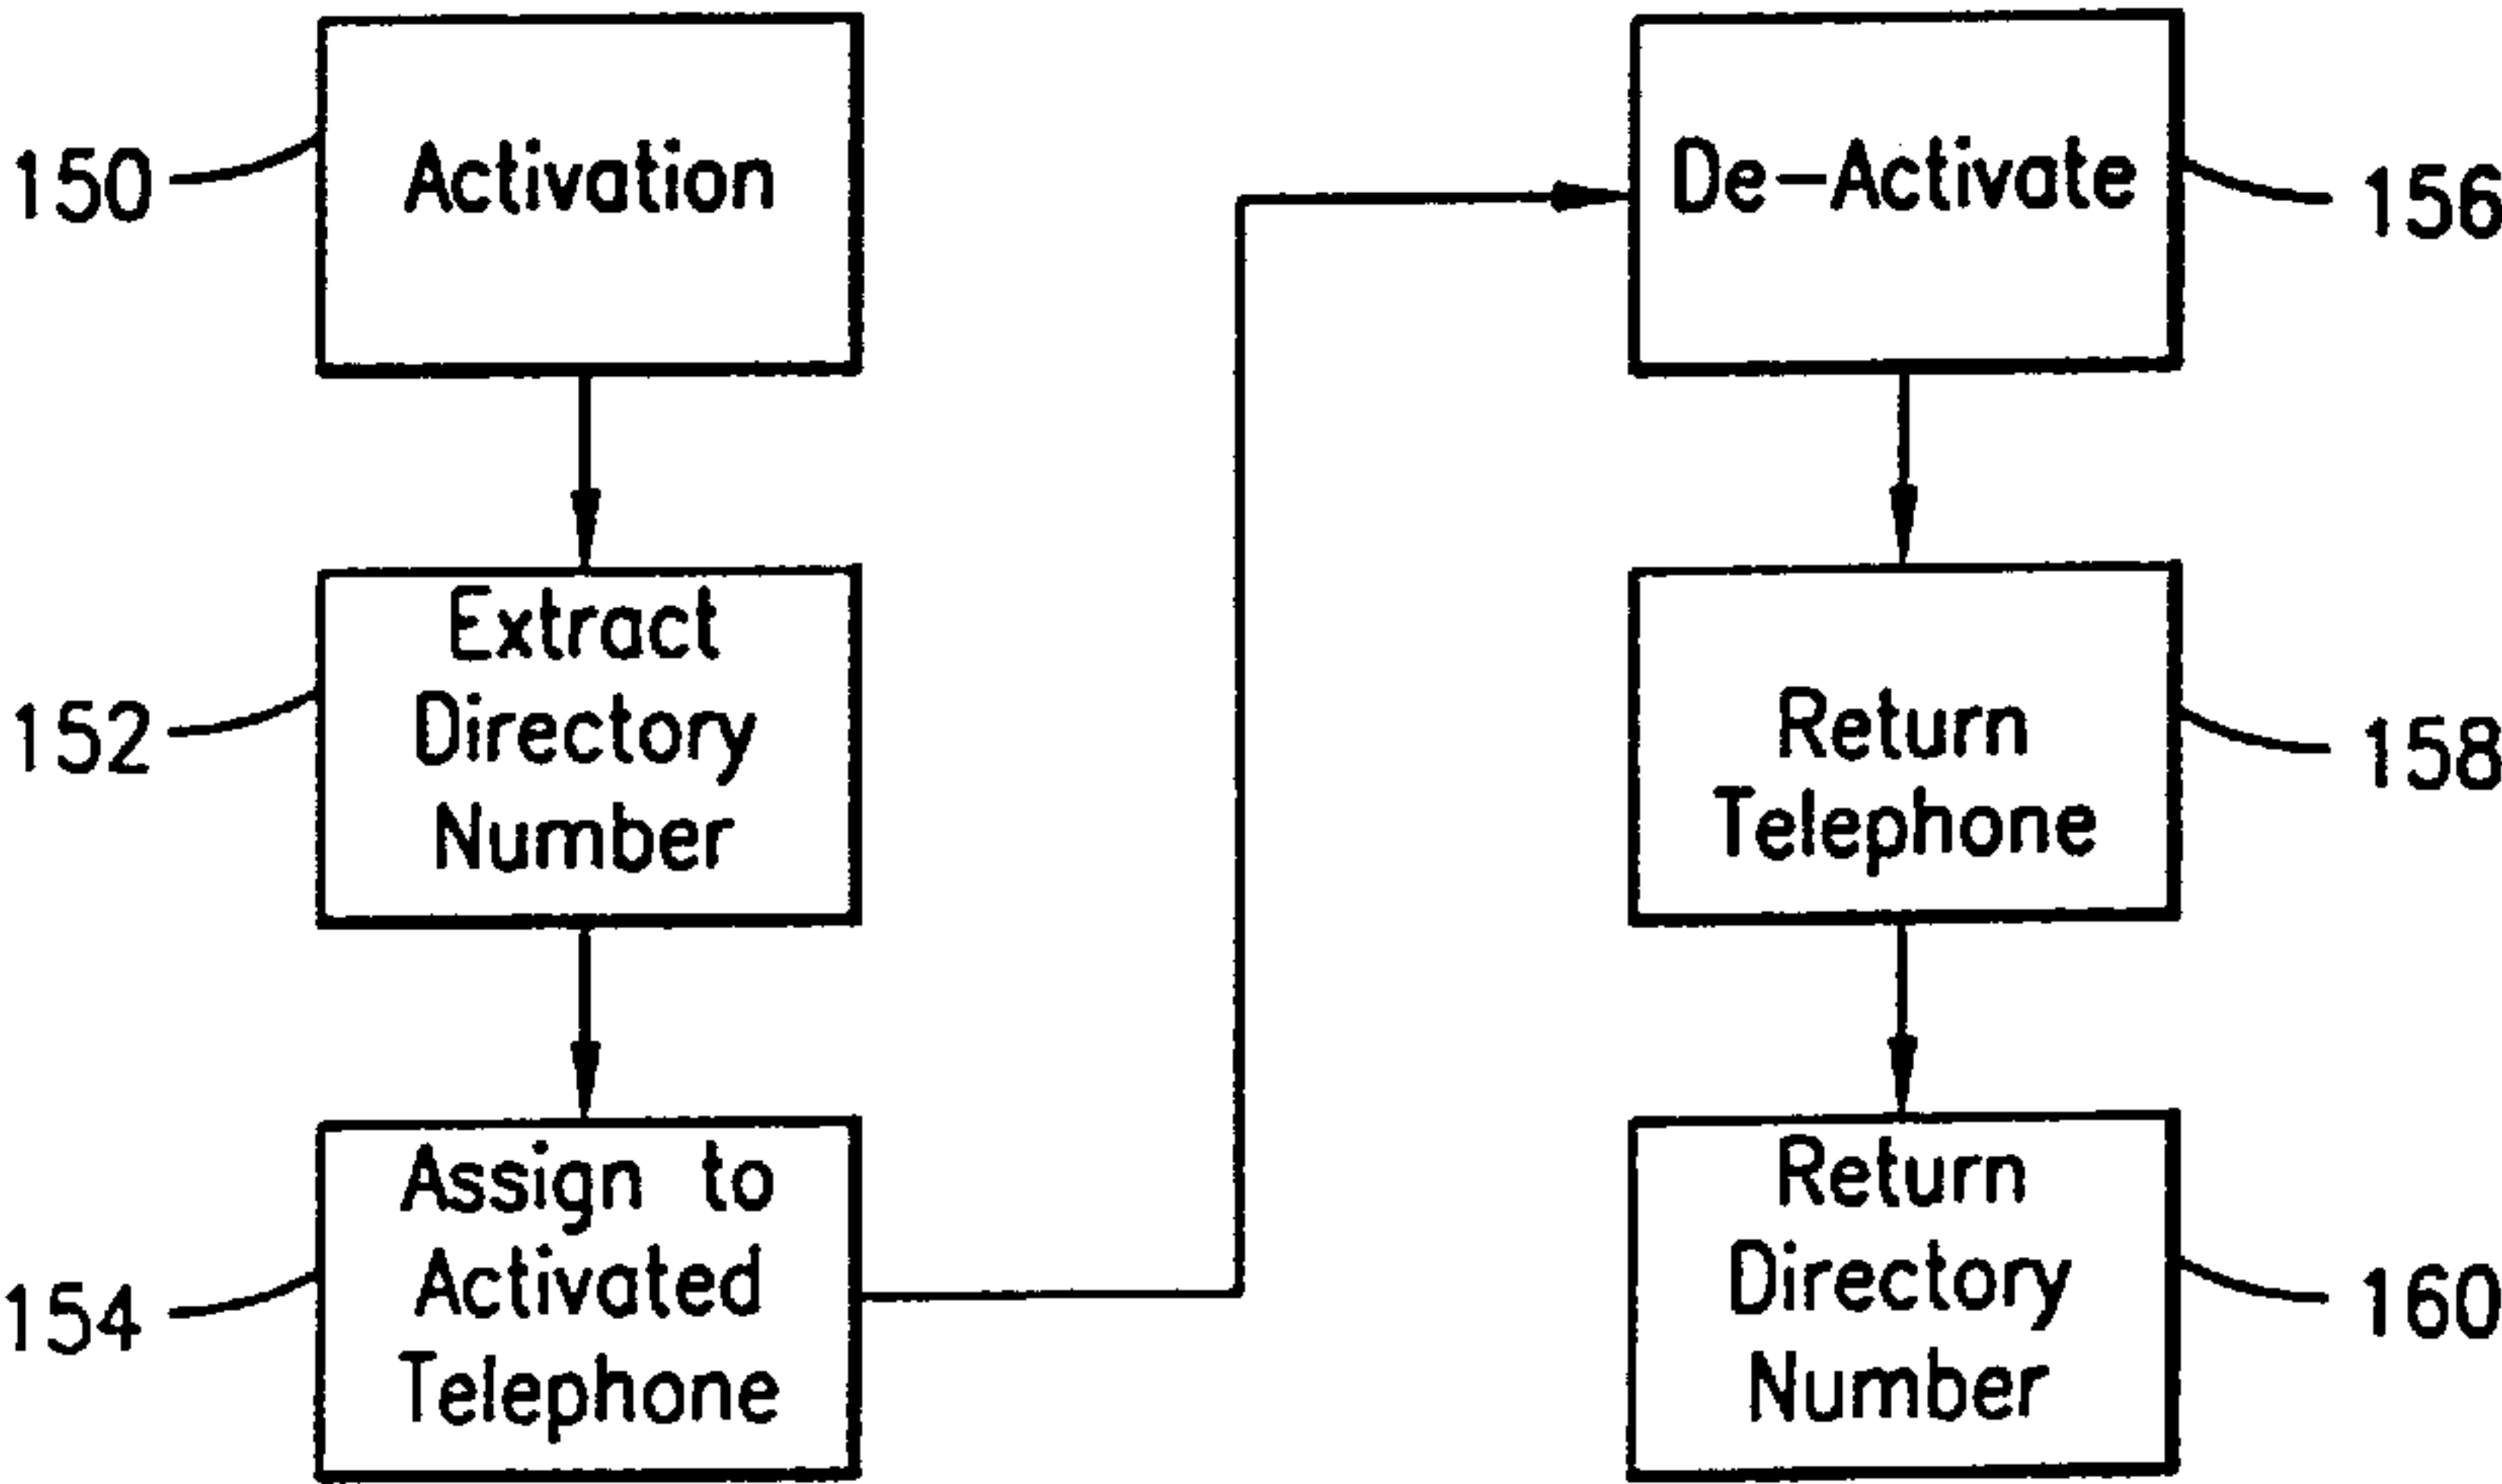 150
Activation
152
Extract
Directory
Number
154
Assign to
Activated
Telephone
De-Activate
156
Return
Telephone
158
Return
Directory
Number
160